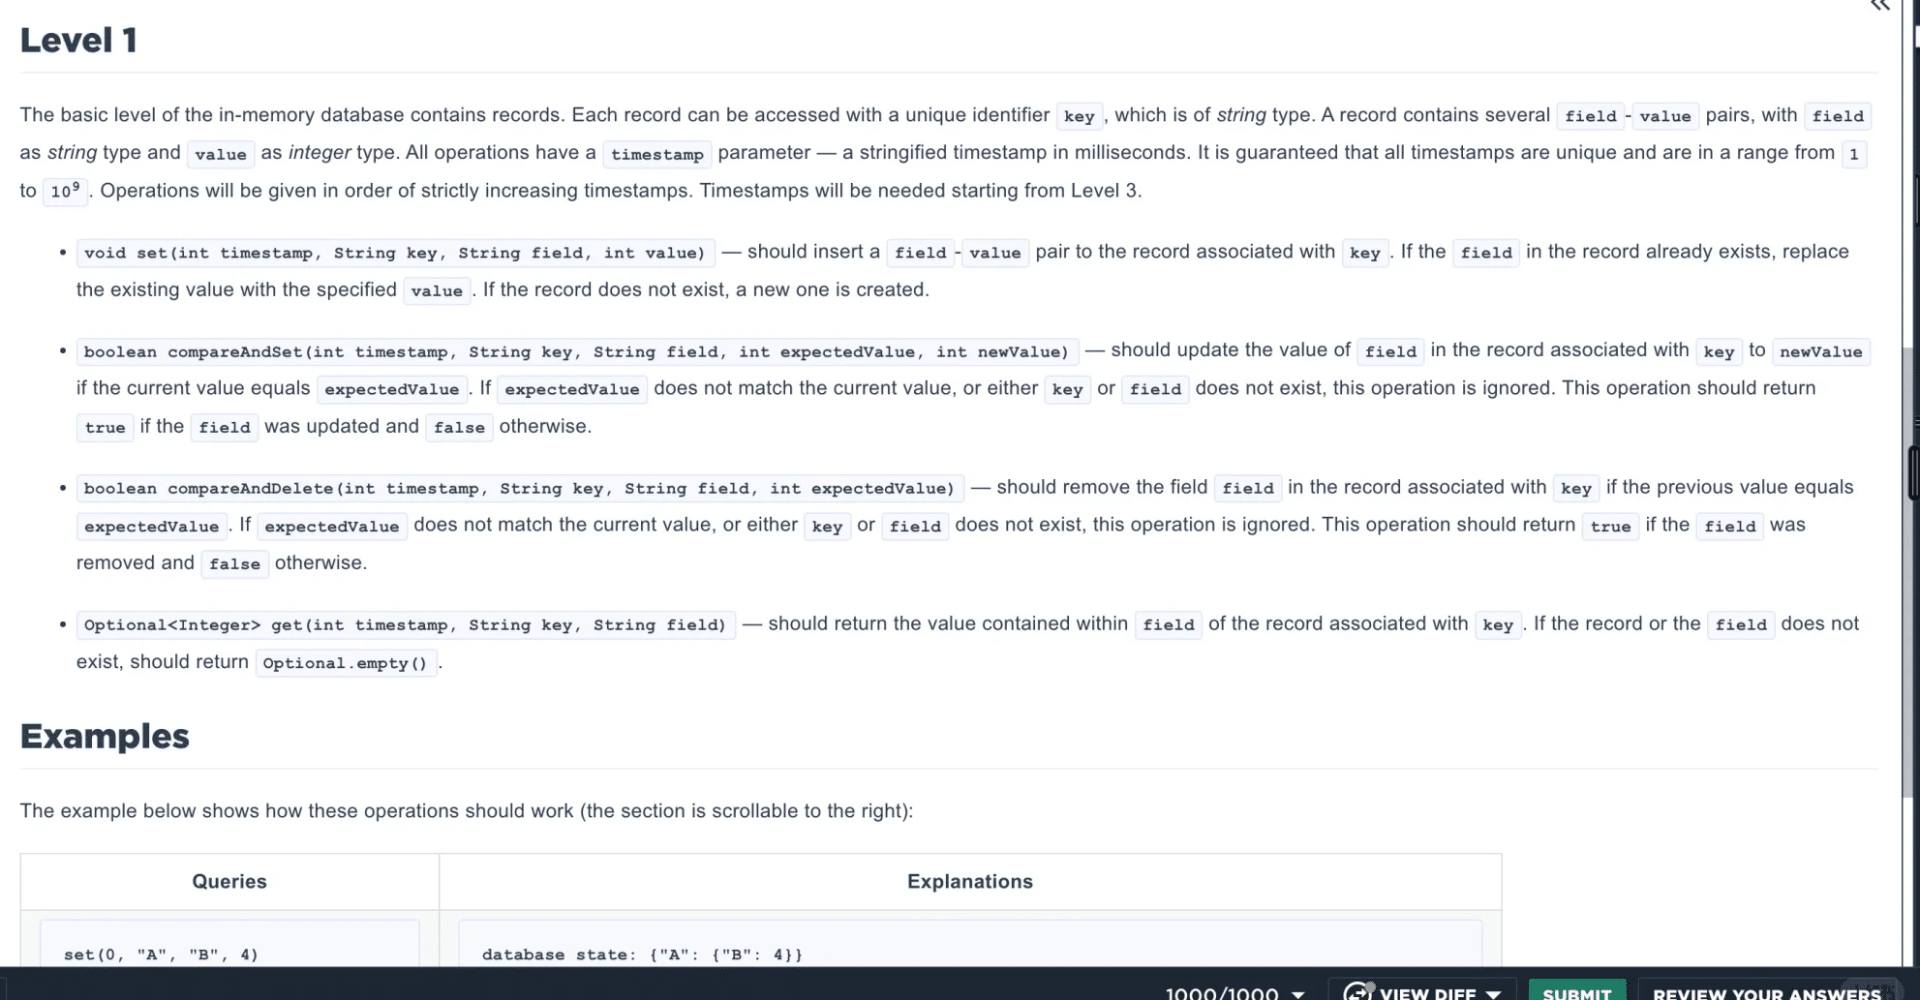 Level 1
The basic level of the in-memory database contains records. Each record can be accessed with a unique identifier key, which is of string type. A record contains several field-value pairs, with field
as string type and value as integer type. All operations have a timestamp parameter — a stringified timestamp in milliseconds. It is guaranteed that all timestamps are unique and are in a range from 1
to 10⁹. Operations will be given in order of strictly increasing timestamps. Timestamps will be needed starting from Level 3.
• void set(int timestamp, String key, String field, int value) — should insert a field-value pair to the record associated with key. If the field in the record already exists, replace
the existing value with the specified value. If the record does not exist, a new one is created.
• boolean compareAndSet(int timestamp, String key, String field, int expectedValue, int newValue) — should update the value of field in the record associated with key to newValue
if the current value equals expectedValue. If expectedValue does not match the current value, or either key or field does not exist, this operation is ignored. This operation should return
true if the field was updated and false otherwise.
• boolean compareAndDelete(int timestamp, String key, String field, int expectedValue) — should remove the field field in the record associated with key if the previous value equals
expectedValue. If expectedValue does not match the current value, or either key or field does not exist, this operation is ignored. This operation should return true if the field was
removed and false otherwise.
• Optional<Integer> get(int timestamp, String key, String field) — should return the value contained within field of the record associated with key. If the record or the field does not
exist, should return Optional.empty().
Examples
The example below shows how these operations should work (the section is scrollable to the right):
Queries Explanations
set(0, "A", "B", 4) database state: {"A": {"B": 4}}
1000/1000 VIEW DIFF SUBMIT REVIEW YOUR ANSWERS